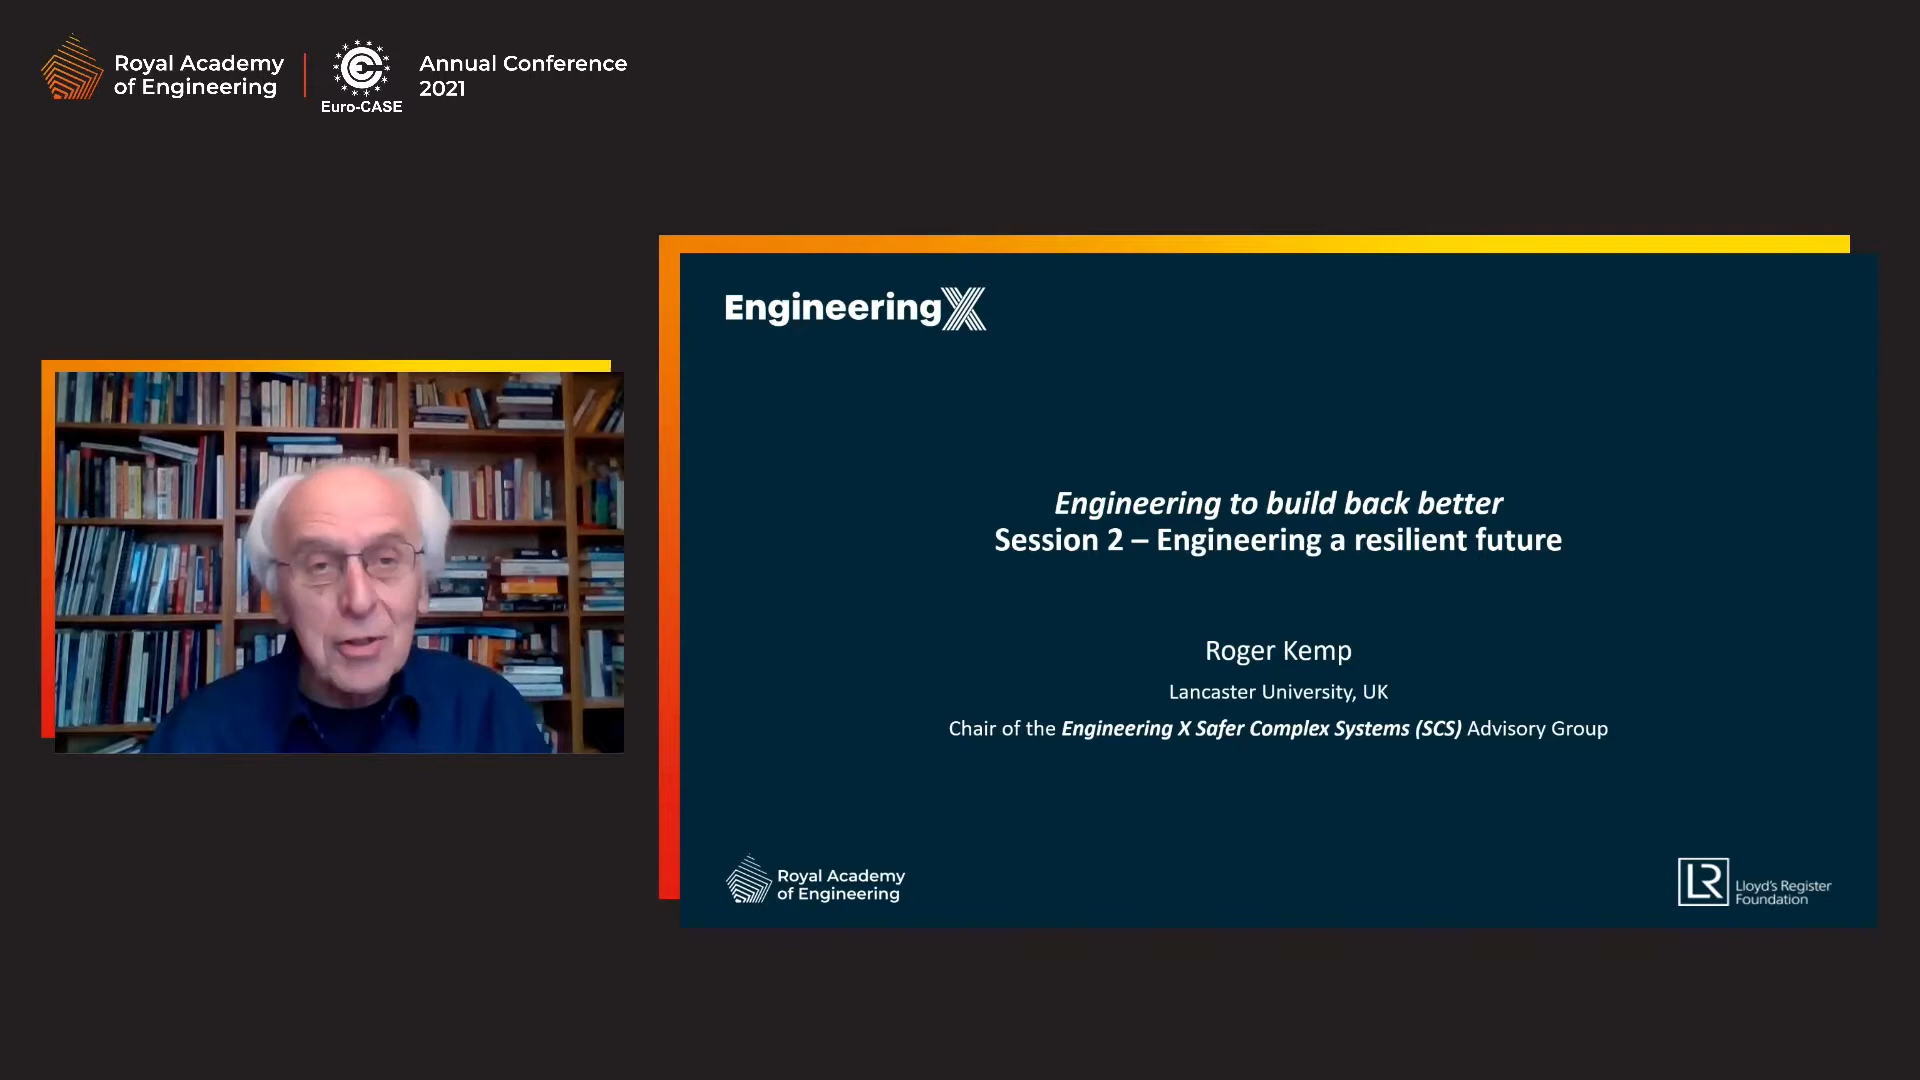 Royal Academy
of Engineering
Euro-CASE
Annual Conference
2021
EngineeringX
Engineering to build back better
Session 2 – Engineering a resilient future
Roger Kemp
Lancaster University, UK
Chair of the Engineering X Safer Complex Systems (SCS) Advisory Group
Royal Academy
of Engineering
LR
Lloyd's Register
Foundation